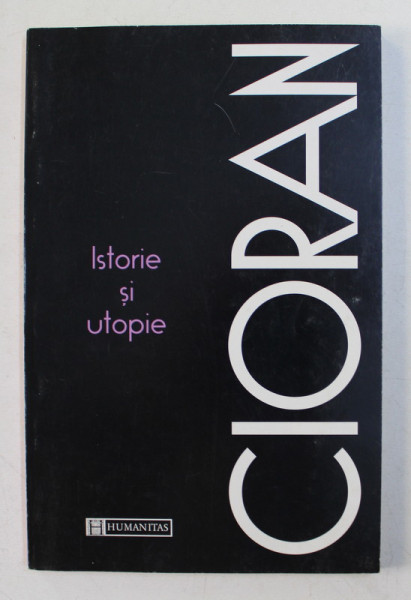 CIORAN
Istorie
și
utopie
HUMANITAS